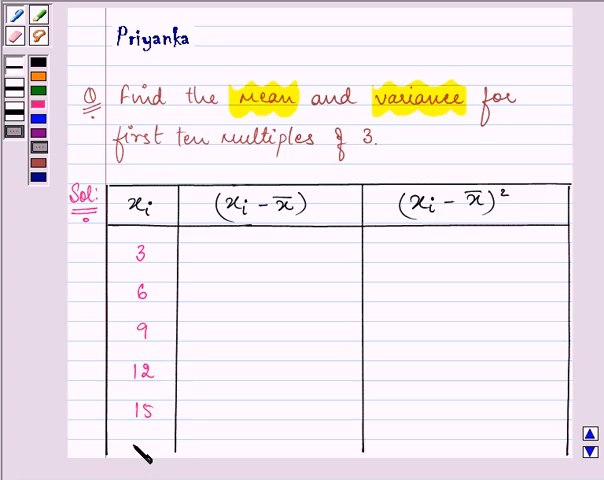 Priyanka
Q Find the mean and variance for
first ten multiples of 3.
Sol: xᵢ (xᵢ - x̄) (xᵢ - x̄)²
3
6
9
12
15